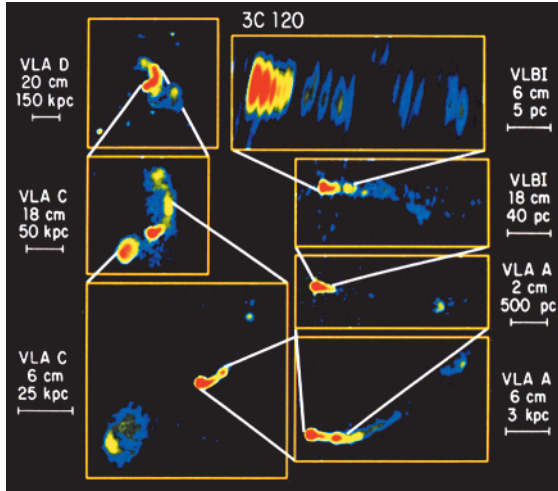 3C 120
VLA D
20 cm
150 kpc
VLBI
6 cm
5 pc
VLA C
18 cm
50 kpc
VLBI
18 cm
40 pc
VLA A
2 cm
500 pc
VLA C
6 cm
25 kpc
VLA A
6 cm
3 kpc